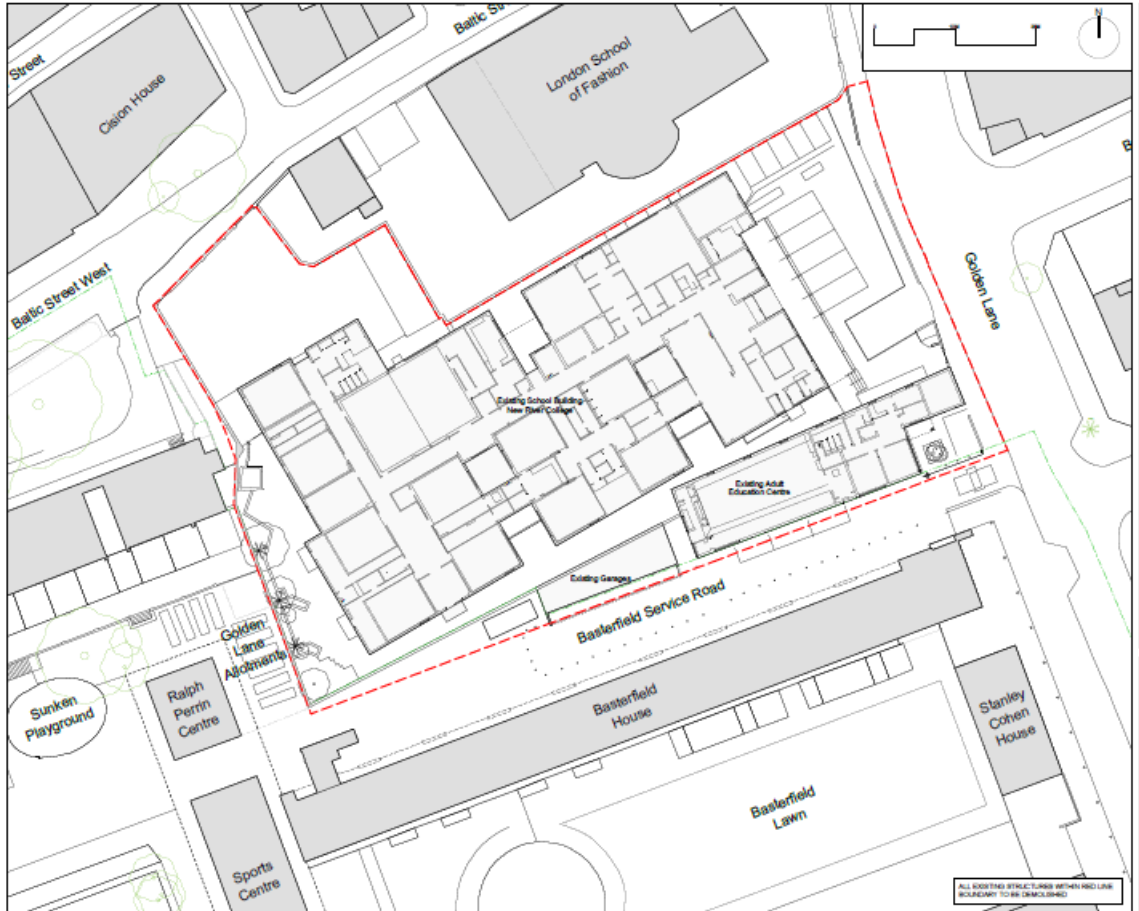 Baltic Str
Street
Cision House
London School
of Fashion
N
B
Baltic Street West
Golden Lane
Existing School Building
New River College
Existing Adult
Education Centre
Existing Garages
Basterfield Service Road
Golden
Lane
Allotments
Ralph
Perrin
Centre
Sunken
Playground
Basterfield
House
Stanley
Cohen
House
Basterfield
Lawn
Sports
Centre
ALL EXISTING STRUCTURES WITHIN RED LINE
BOUNDARY TO BE DEMOLISHED